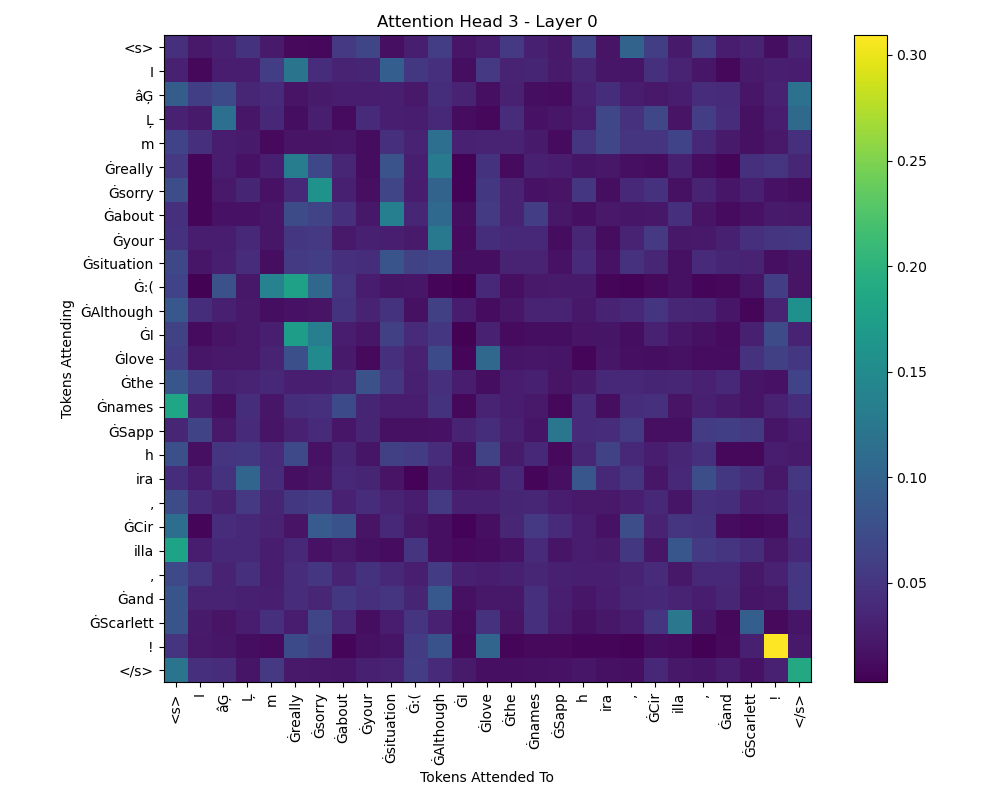 Attention Head 3 - Layer 0
Tokens Attending
<s>
I
âĢ
Ļ
m
Ġreally
Ġsorry
Ġabout
Ġyour
Ġsituation
Ġ:(
ĠAlthough
ĠI
Ġlove
Ġthe
Ġnames
ĠSapp
h
ira
,
ĠCir
illa
,
Ġand
ĠScarlett
!
</s>
<s>
I
âĢ
Ļ
m
Ġreally
Ġsorry
Ġabout
Ġyour
Ġsituation
Ġ:(
ĠAlthough
ĠI
Ġlove
Ġthe
Ġnames
ĠSapp
h
ira
,
ĠCir
illa
,
Ġand
ĠScarlett
!
</s>
Tokens Attended To
0.30
0.25
0.20
0.15
0.10
0.05